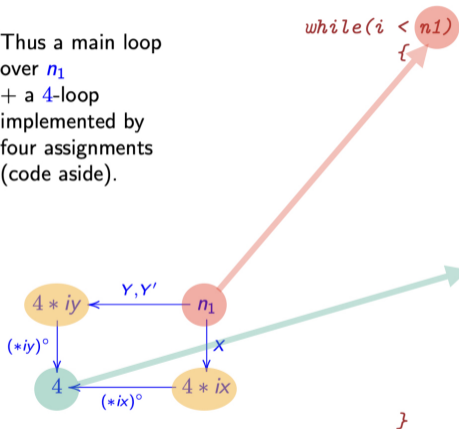 Thus a main loop
over n₁
+ a 4-loop
implemented by
four assignments
(code aside).
while(i < n1)
{
4 * iy
Y,Y′
n₁
(*iy)°
X
4
(*ix)°
4 * ix
}